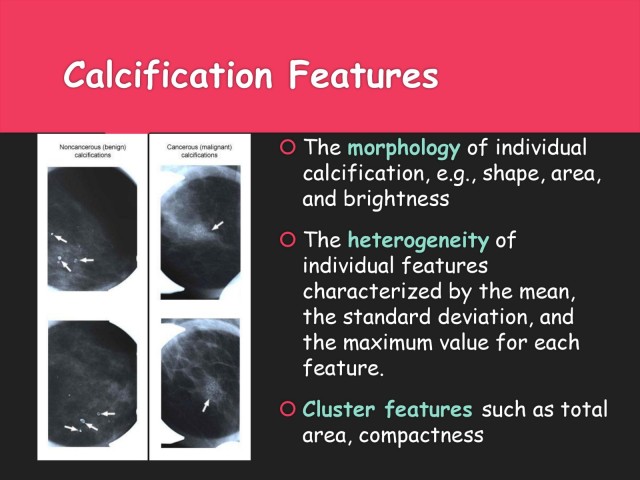 Calcification Features
Noncancerous (benign)
calcifications
Cancerous (malignant)
calcifications
The morphology of individual
calcification, e.g., shape, area,
and brightness
The heterogeneity of
individual features
characterized by the mean,
the standard deviation, and
the maximum value for each
feature.
Cluster features such as total
area, compactness